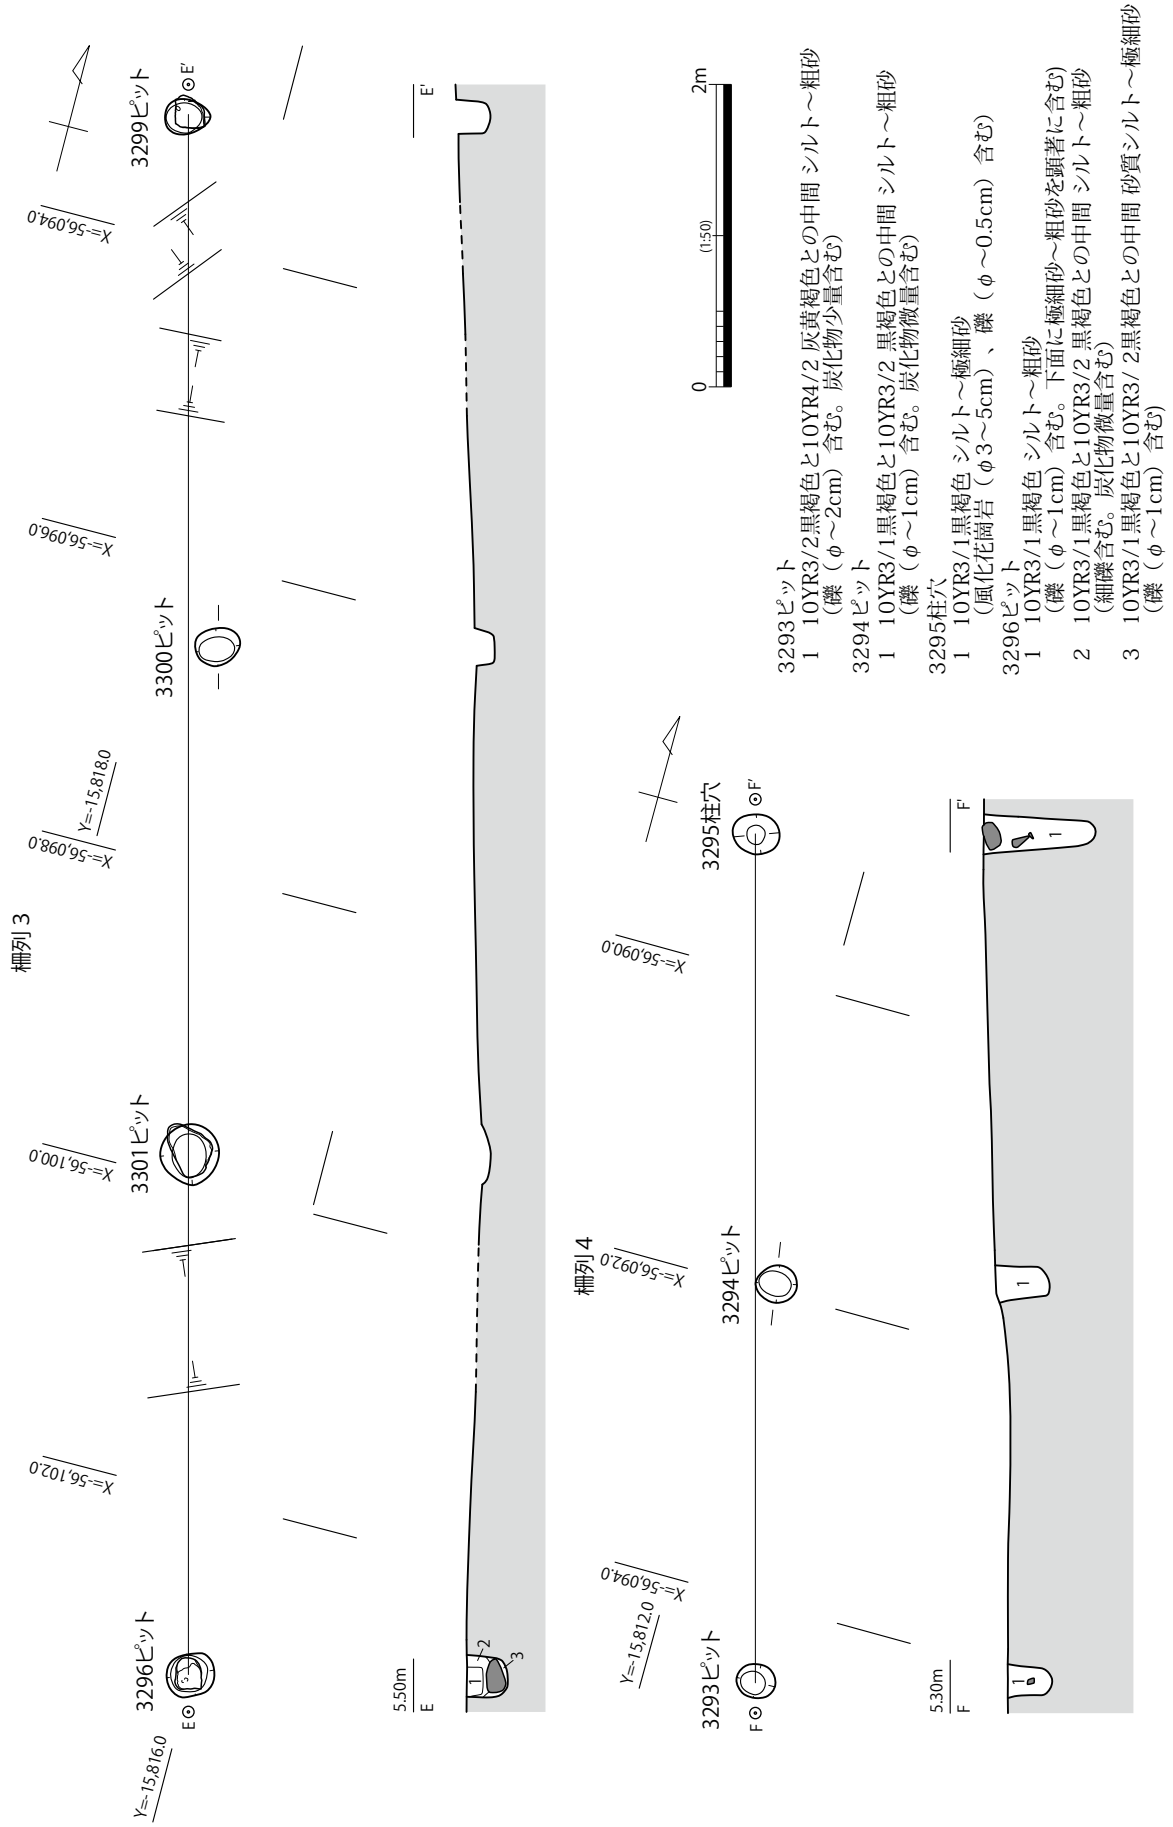 柵列３
X=-56,102.0
X=-56,100.0
X=-56,098.0
X=-56,096.0
X=-56,094.0
Y=-15,816.0
Y=-15,818.0
3296ピット
3301ピット
3300ピット
3299ピット
E
E'
5.50m
E
E'
1
2
3
柵列４
X=-56,094.0
X=-56,092.0
X=-56,090.0
Y=-15,812.0
3293ピット
3294ピット
3295柱穴
F
F'
5.30m
F
F'
1
1
1
0
(1:50)
2m
3293ピット
1 10YR3/2黒褐色と10YR4/2 灰黄褐色との中間 シルト～粗砂
（礫（φ～2cm）含む。炭化物少量含む）
3294ピット
1 10YR3/1黒褐色と10YR3/2 黒褐色との中間 シルト～粗砂
（礫（φ～1cm）含む。炭化物微量含む）
3295柱穴
1 10YR3/1黒褐色 シルト～極細砂
（風化花崗岩（φ3～5cm）、礫（φ～0.5cm）含む）
3296ピット
1 10YR3/1黒褐色 シルト～粗砂
（礫（φ～1cm）含む。下面に極細砂～粗砂を顕著に含む）
2 10YR3/1黒褐色と10YR3/2 黒褐色との中間 シルト～粗砂
（細礫含む。炭化物微量含む）
3 10YR3/1黒褐色と10YR3/ 2黒褐色との中間 砂質シルト～極細砂
（礫（φ～1cm）含む）